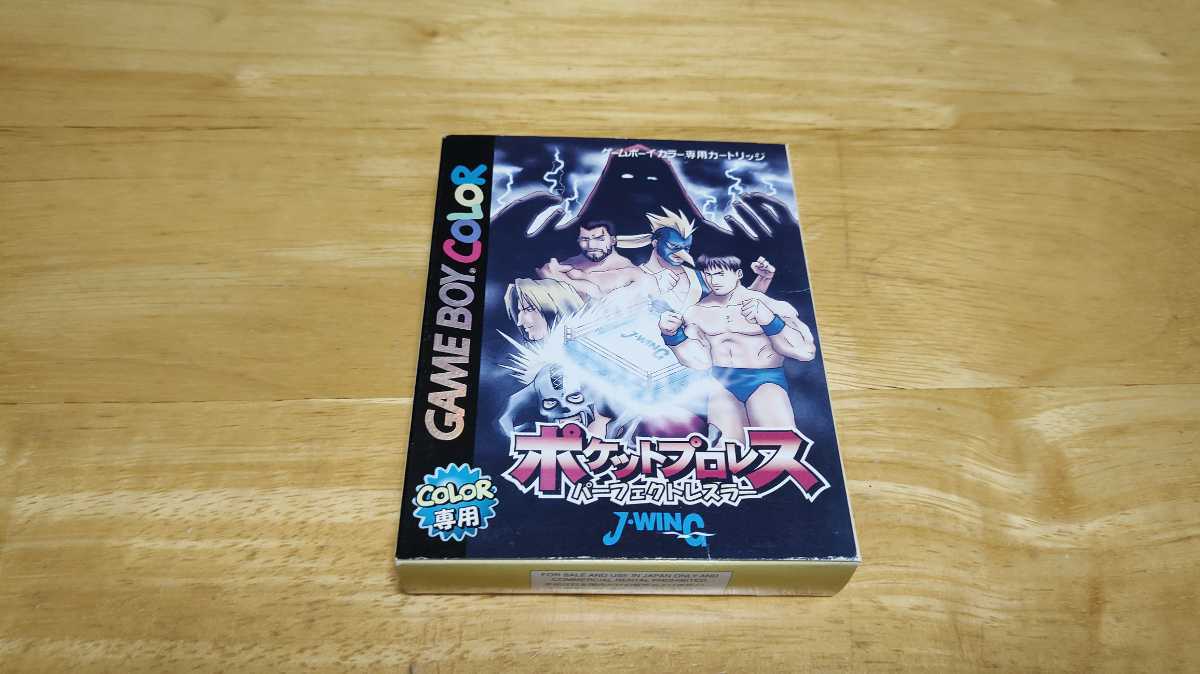 ゲームボーイカラー専用カートリッジ
GAME BOY COLOR
J-WING
ポケットプロレス
パーフェクトレスラー
J・WING
COLOR
専用
FOR SALE AND USE IN JAPAN ONLY AND
COMMERCIAL RENTAL PROHIBITED.